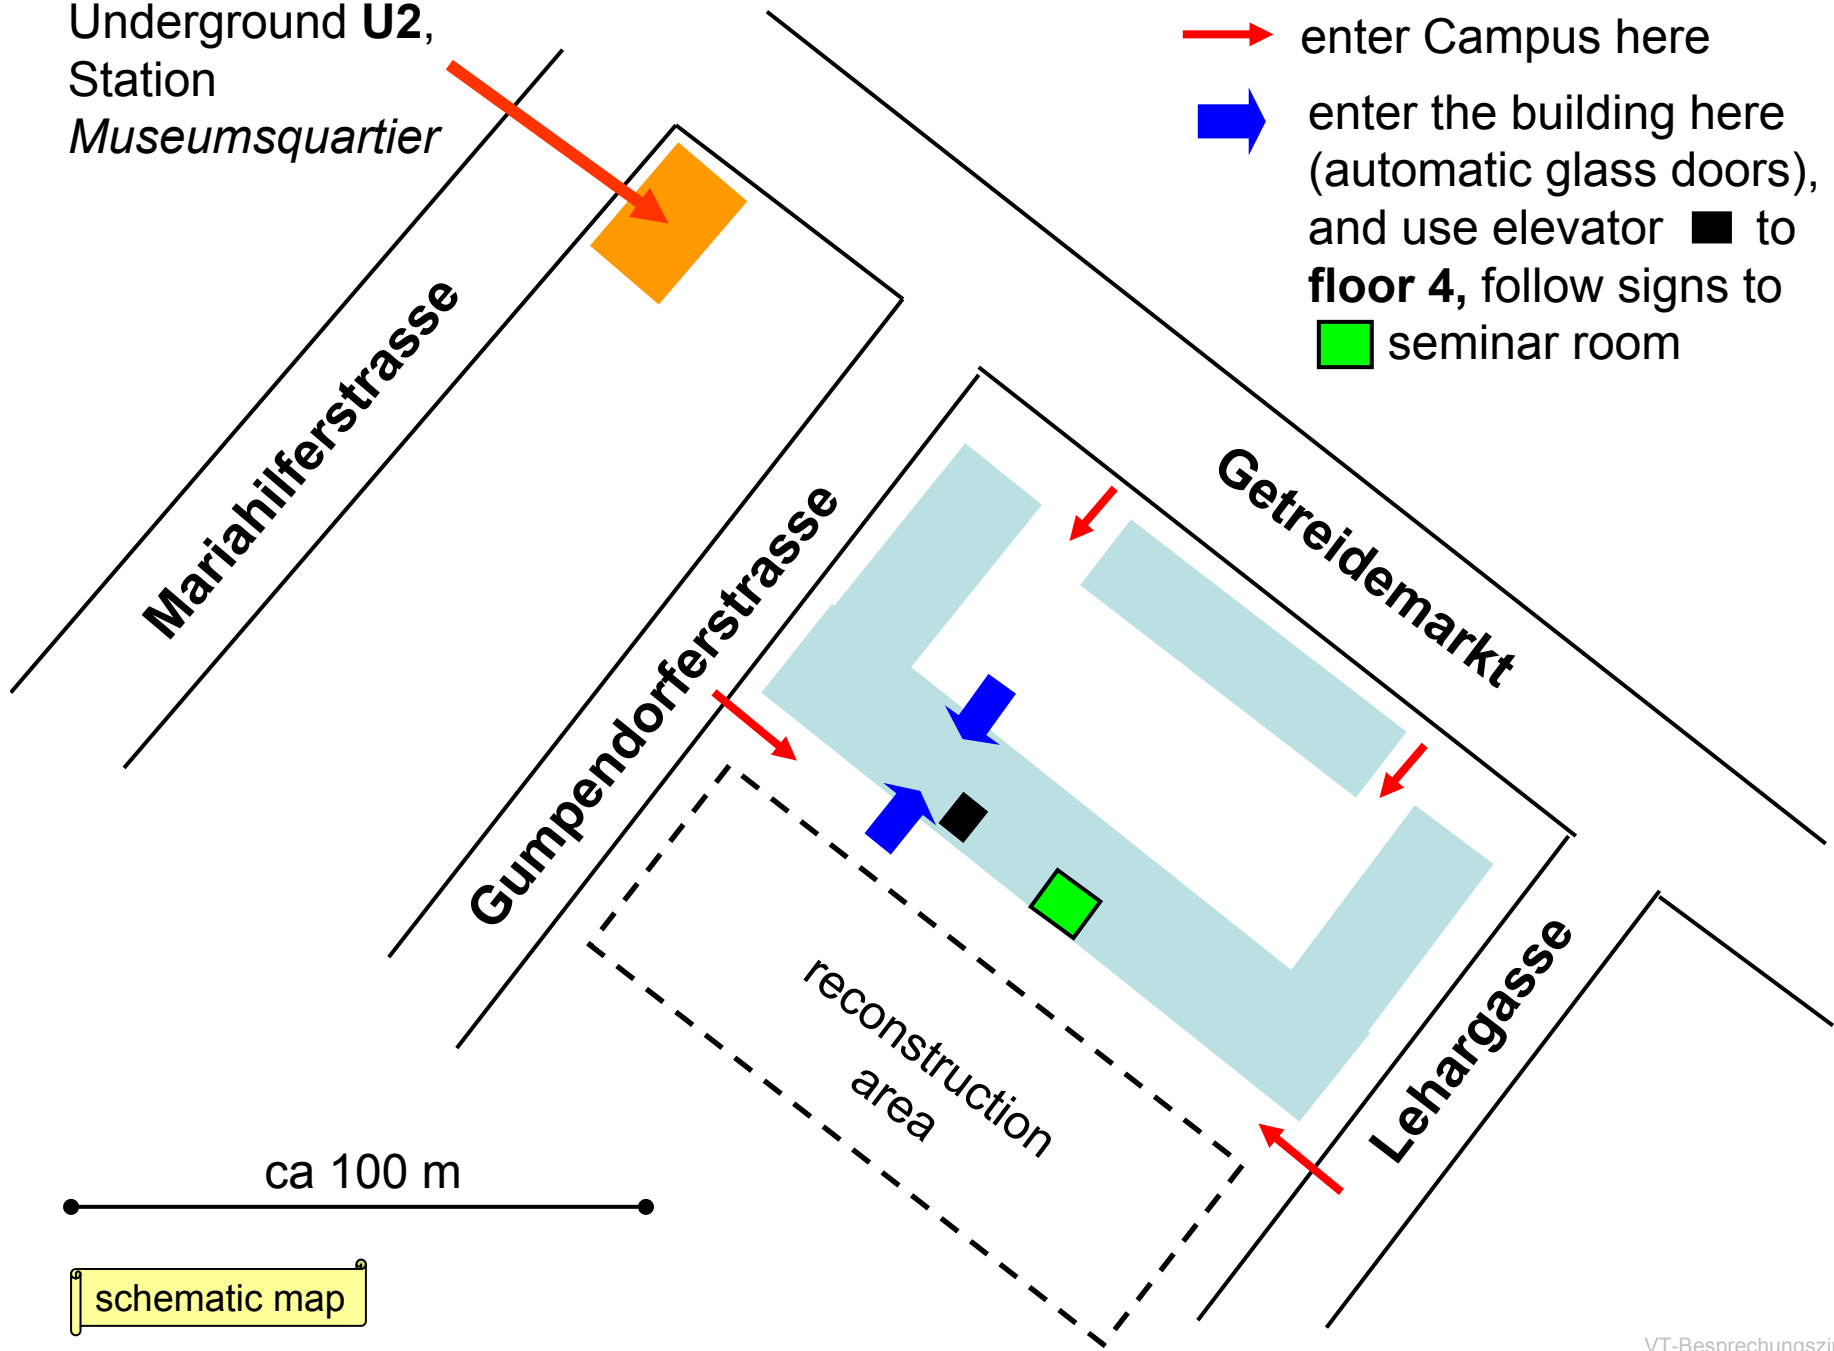 Underground U2,
Station
Museumsquartier
enter Campus here
enter the building here
(automatic glass doors),
and use elevator to
floor 4, follow signs to
seminar room
Mariahilferstrasse
Gumpendorferstrasse
Getreidemarkt
Lehargasse
reconstruction
area
ca 100 m
schematic map